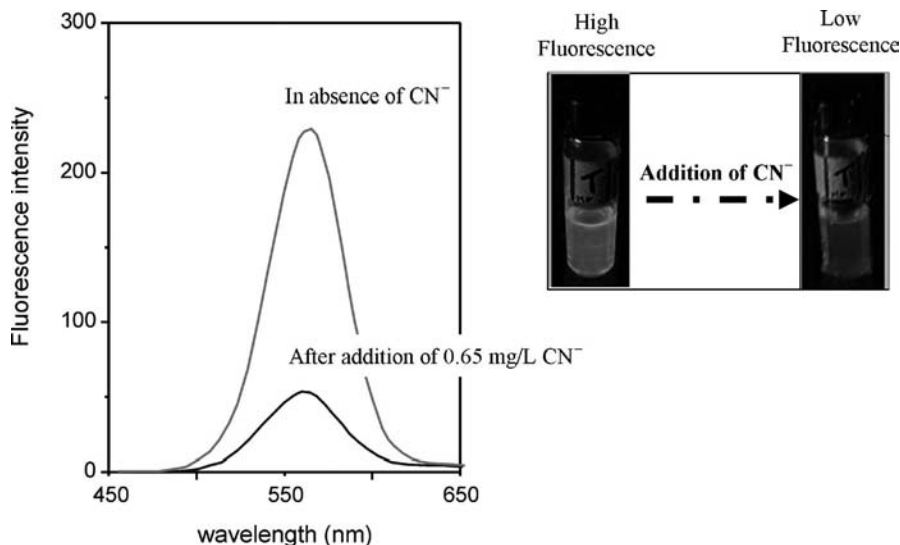 300
200
100
0
450
550
650
Fluorescence intensity
wavelength (nm)
In absence of CN⁻
After addition of 0.65 mg/L CN⁻
High
Fluorescence
Low
Fluorescence
Addition of CN⁻
T